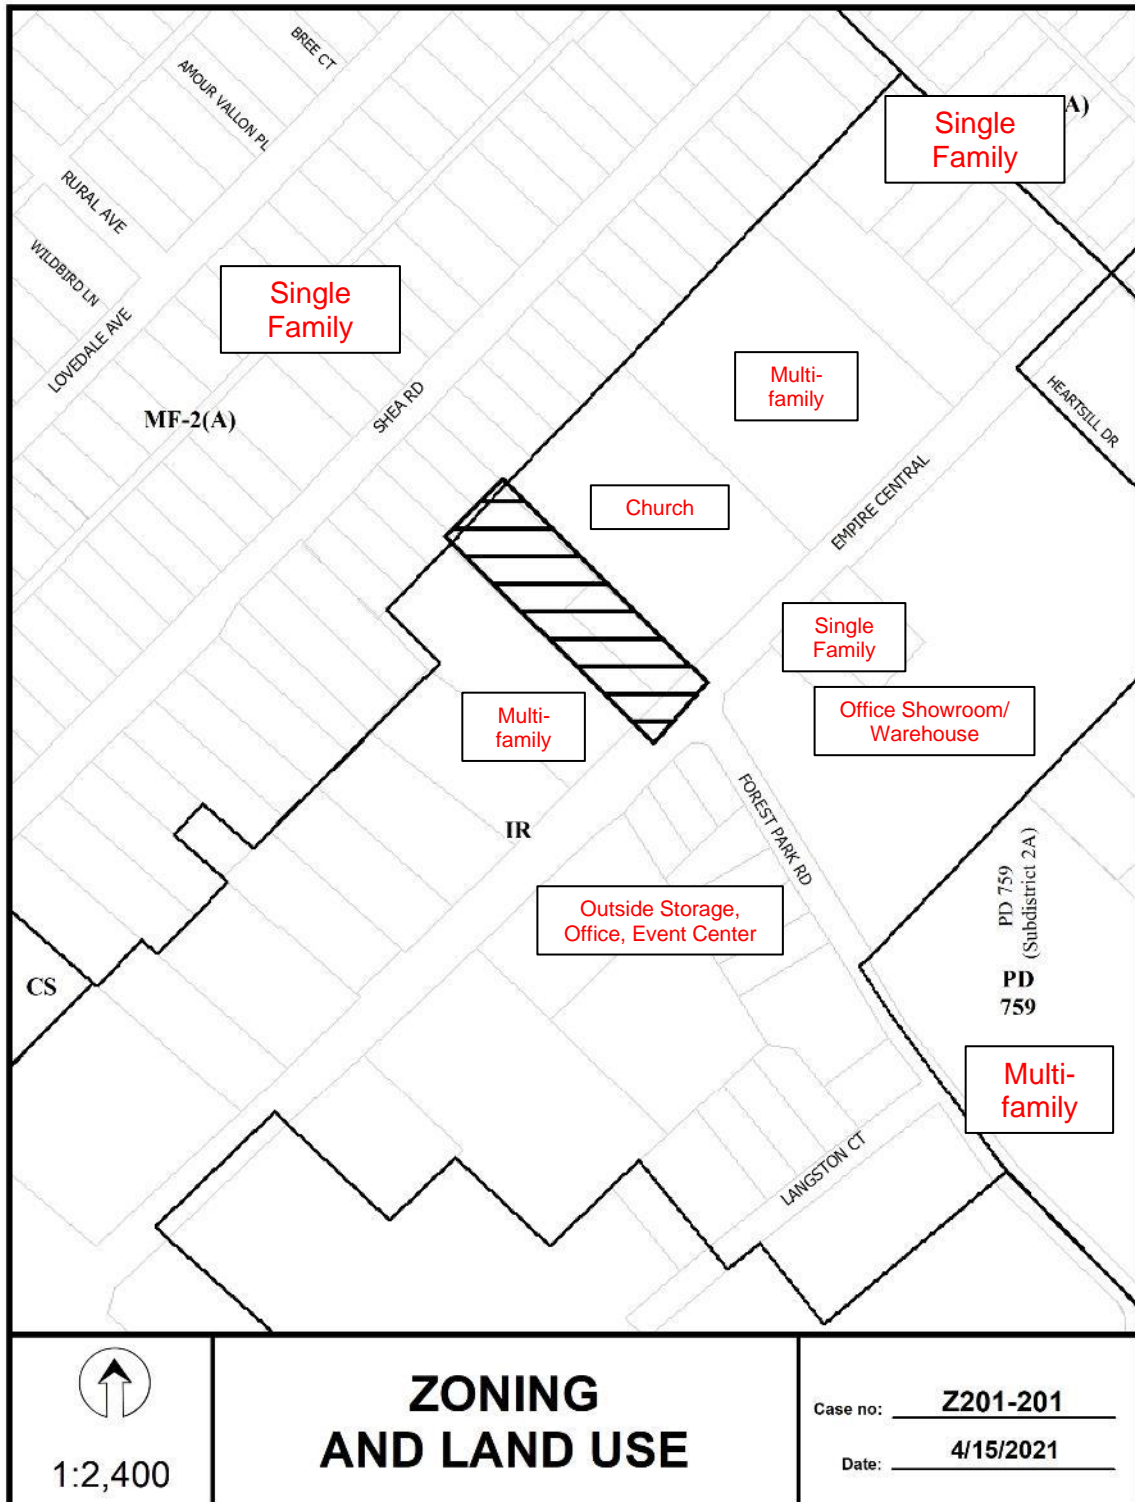 BREE CT
AMOUR VALLON PL
A)
Single
Family
RURAL AVE
WILDBIRD LN
Single
Family
LOVEDALE AVE
MF-2(A)
SHEA RD
Multi-
family
HEARTSILL DR
Church
EMPIRE CENTRAL
Single
Family
Office Showroom/
Warehouse
Multi-
family
FOREST PARK RD
IR
Outside Storage,
Office, Event Center
PD 759
(Subdistrict 2A)
PD
759
CS
Multi-
family
LANGSTON CT
1:2,400
ZONING
AND LAND USE
Case no: Z201-201
Date: 4/15/2021